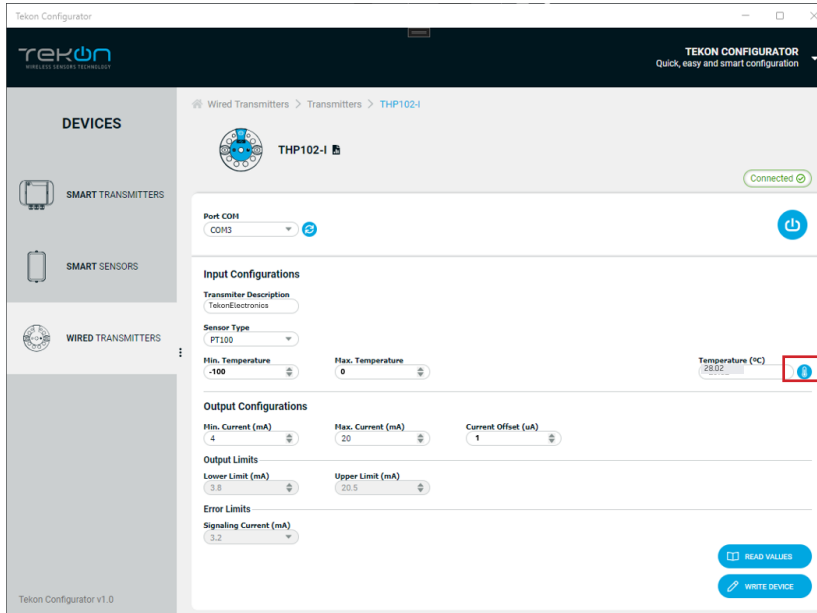 Tekon Configurator
TEKON
WIRELESS SENSORS TECHNOLOGY
TEKON CONFIGURATOR
Quick, easy and smart configuration
DEVICES
SMART TRANSMITTERS
SMART SENSORS
WIRED TRANSMITTERS
Tekon Configurator v1.0
Wired Transmitters > Transmitters > THP102-I
THP102-I
Connected
Port COM
COM3
Input Configurations
Transmiter Description
TekonElectronics
Sensor Type
PT100
Min. Temperature Max. Temperature Temperature (ºC)
-100 0 28.02
Output Configurations
Min. Current (mA) Max. Current (mA) Current Offset (uA)
4 20 1
Output Limits
Lower Limit (mA) Upper Limit (mA)
3.8 20.5
Error Limits
Signaling Current (mA)
3.2
READ VALUES
WRITE DEVICE